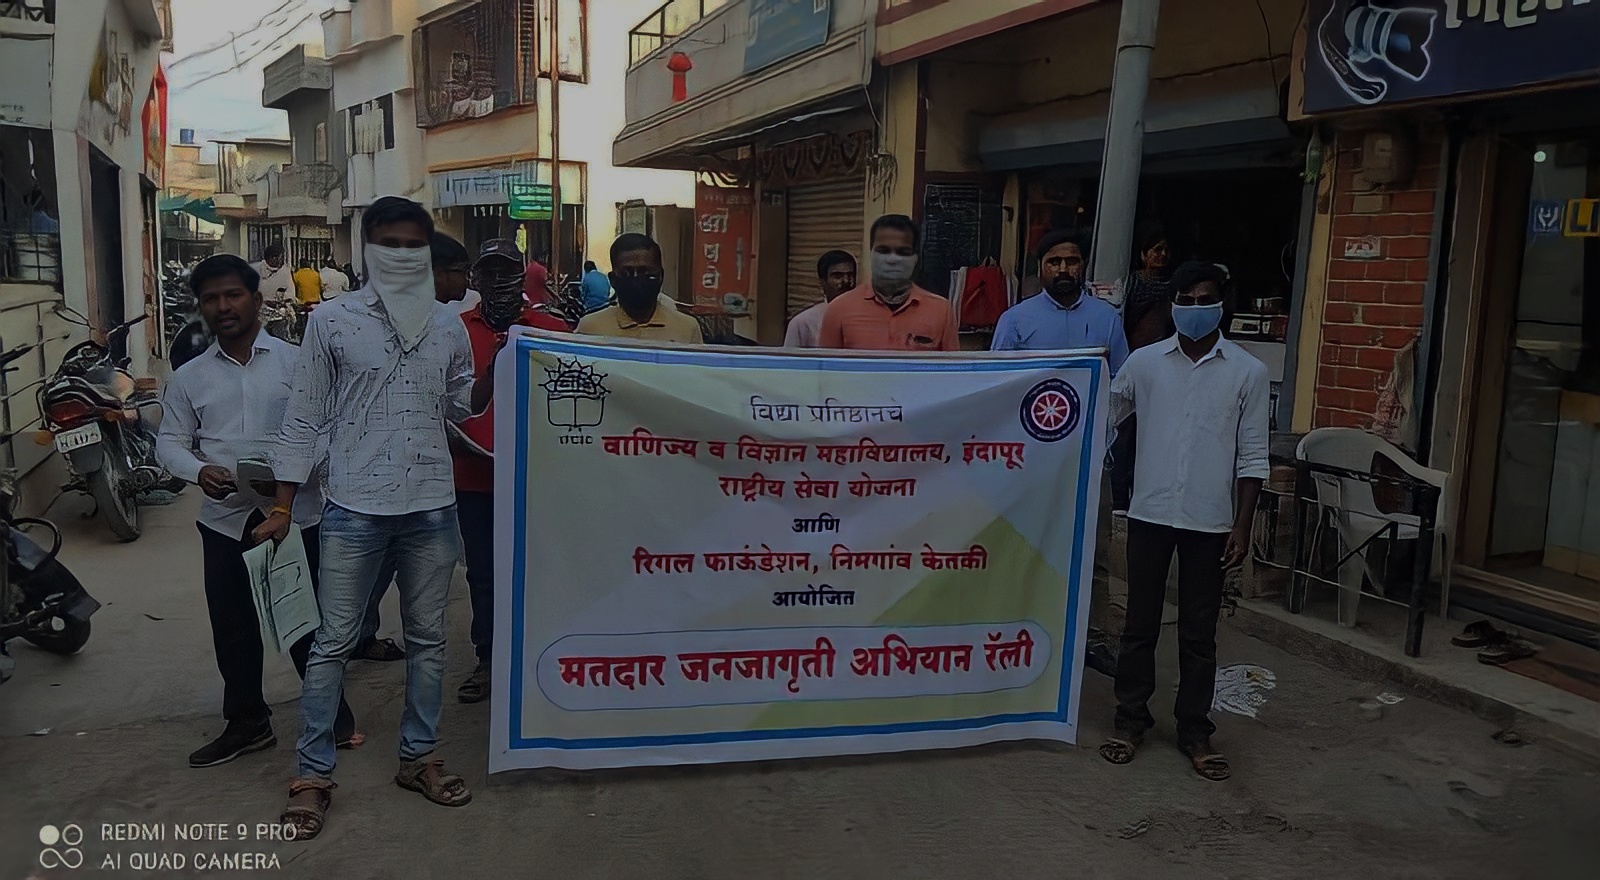 विद्या प्रतिष्ठानचे
वाणिज्य व विज्ञान महाविद्यालय, इंदापूर
राष्ट्रीय सेवा योजना
आणि
रिगल फाऊंडेशन, निमगांव केतकी
आयोजित
मतदार जनजागृती अभियान रॅली
REDMI NOTE 9 PRO
AI QUAD CAMERA